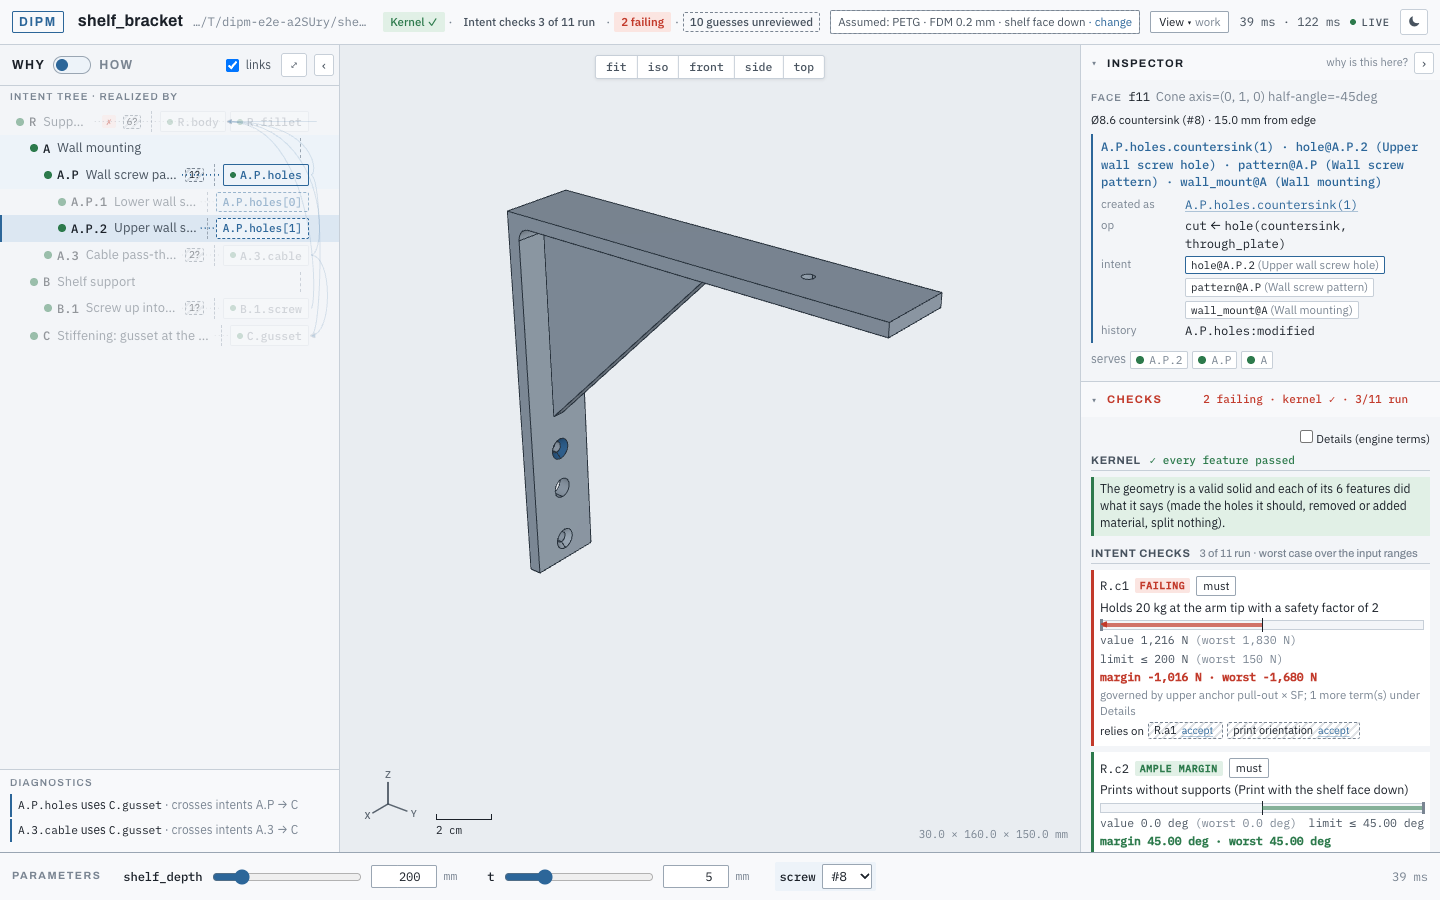 DIPM shelf_bracket …/T/dipm-e2e-a2SUry/she… Kernel ✓ · Intent checks 3 of 11 run · 2 failing · 10 guesses unreviewed Assumed: PETG · FDM 0.2 mm · shelf face down · change View • work 39 ms · 122 ms LIVE
WHY HOW links
INTENT TREE · REALIZED BY
R Supp… ✗ 6? R.body R.fillet
A Wall mounting
A.P Wall screw pa… 1? A.P.holes
A.P.1 Lower wall s… A.P.holes[0]
A.P.2 Upper wall s… A.P.holes[1]
A.3 Cable pass-th… 2? A.3.cable
B Shelf support
B.1 Screw up into… 1? B.1.screw
C Stiffening: gusset at the … C.gusset
DIAGNOSTICS
A.P.holes uses C.gusset · crosses intents A.P → C
A.3.cable uses C.gusset · crosses intents A.3 → C
fit iso front side top
Z
X Y
2 cm
30.0 × 160.0 × 150.0 mm
INSPECTOR why is this here?
FACE f11 Cone axis=(0, 1, 0) half-angle=-45deg
Ø8.6 countersink (#8) · 15.0 mm from edge
A.P.holes.countersink(1) · hole@A.P.2 (Upper
wall screw hole) · pattern@A.P (Wall screw
pattern) · wall_mount@A (Wall mounting)
created as A.P.holes.countersink(1)
op cut ← hole(countersink,
through_plate)
intent hole@A.P.2 (Upper wall screw hole)
pattern@A.P (Wall screw pattern)
wall_mount@A (Wall mounting)
history A.P.holes:modified
serves A.P.2 A.P A
CHECKS 2 failing · kernel ✓ · 3/11 run
Details (engine terms)
KERNEL ✓ every feature passed
The geometry is a valid solid and each of its 6 features did
what it says (made the holes it should, removed or added
material, split nothing).
INTENT CHECKS 3 of 11 run · worst case over the input ranges
R.c1 FAILING must
Holds 20 kg at the arm tip with a safety factor of 2
value 1,216 N (worst 1,830 N)
limit ≤ 200 N (worst 150 N)
margin -1,016 N · worst -1,680 N
governed by upper anchor pull-out × SF; 1 more term(s) under
Details
relies on R.a1 accept print orientation accept
R.c2 AMPLE MARGIN must
Prints without supports (Print with the shelf face down)
value 0.0 deg (worst 0.0 deg) limit ≤ 45.00 deg
margin 45.00 deg · worst 45.00 deg
PARAMETERS shelf_depth 200 mm t 5 mm screw #8 39 ms